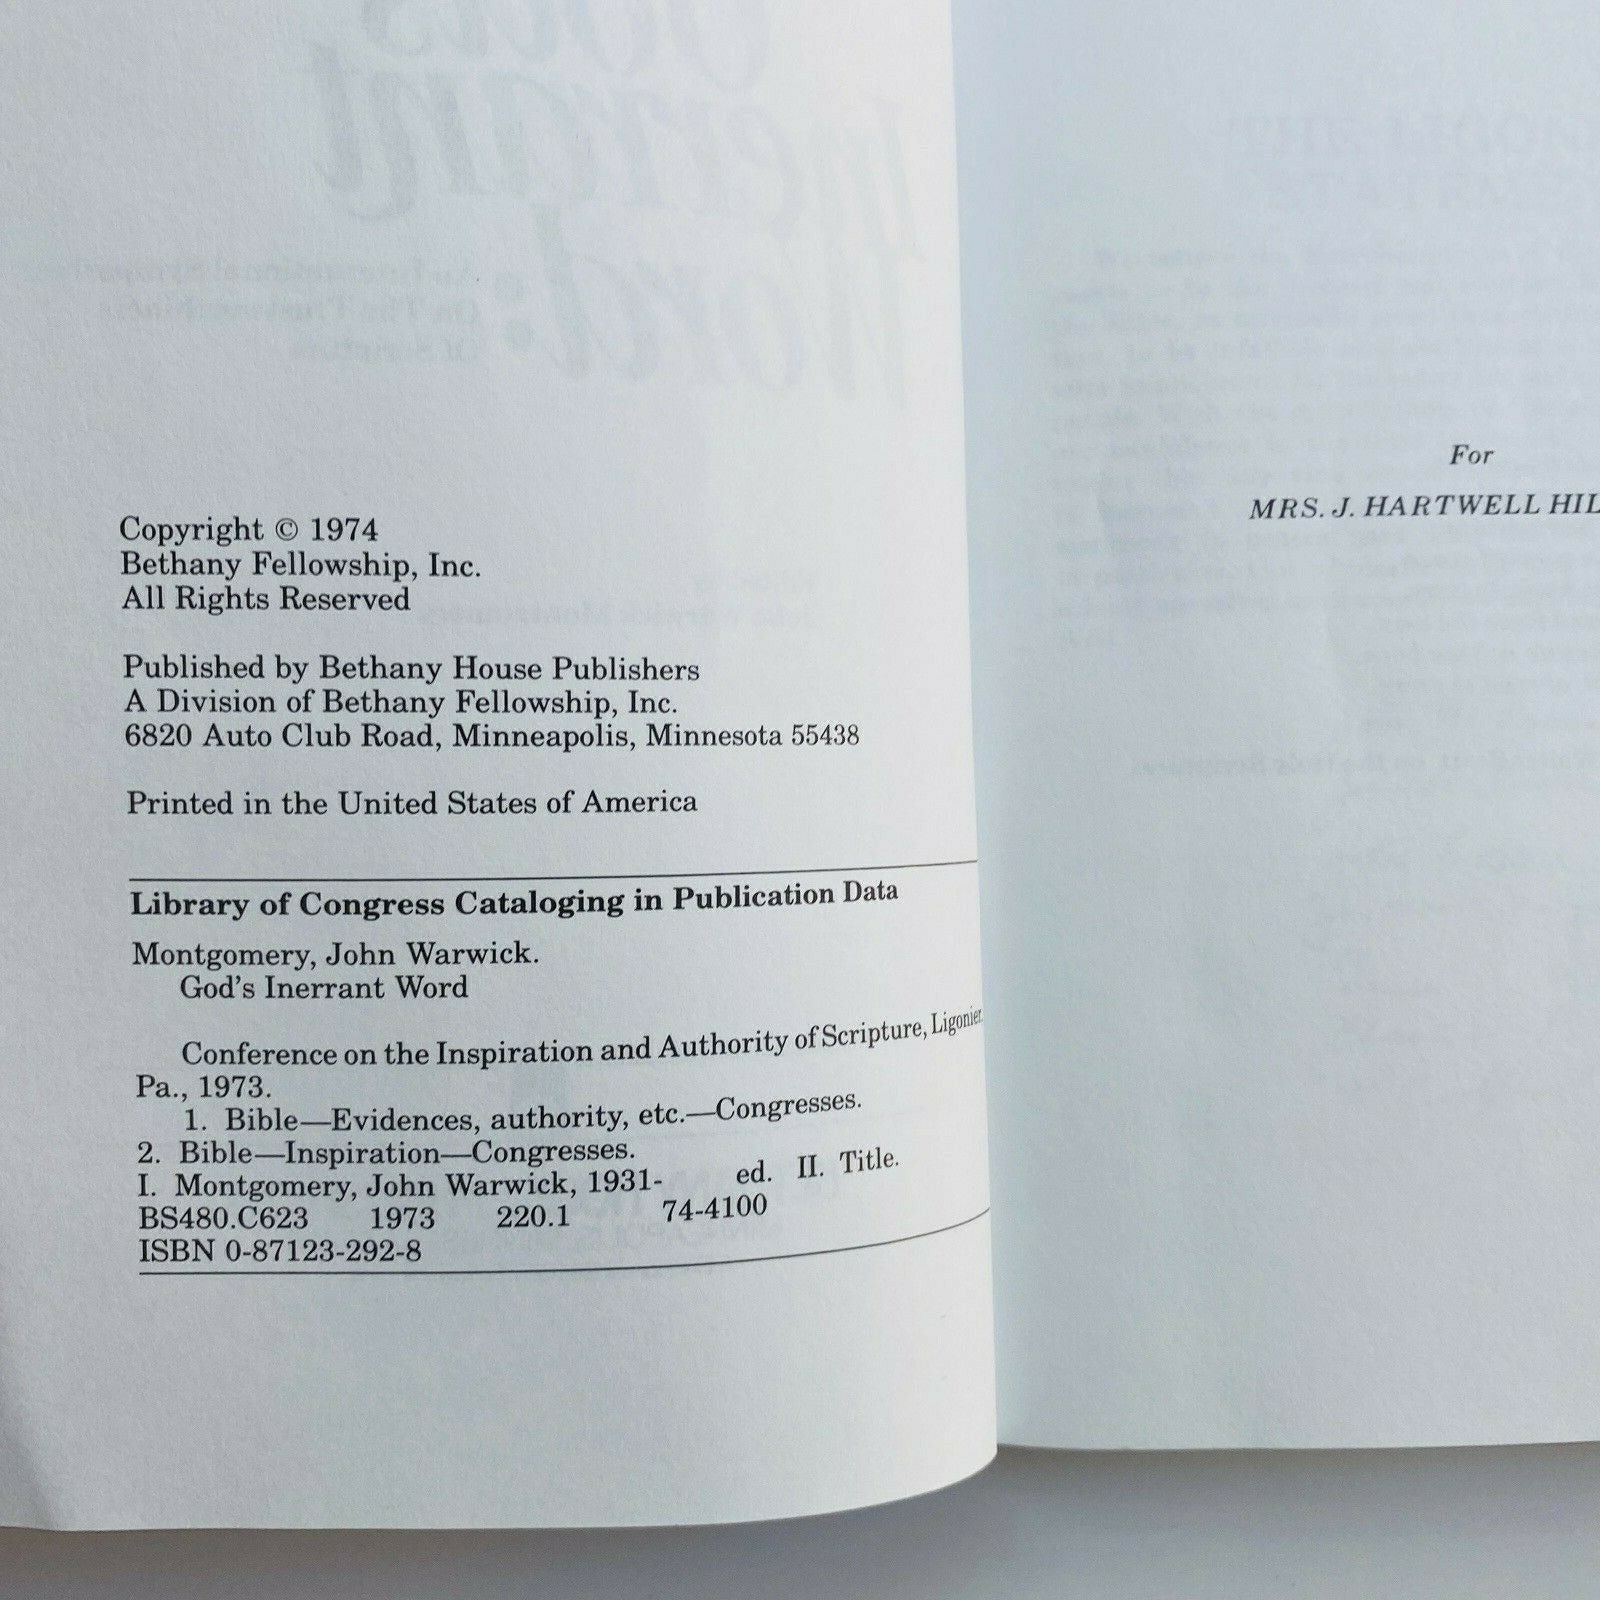 Copyright © 1974
Bethany Fellowship, Inc.
All Rights Reserved
Published by Bethany House Publishers
A Division of Bethany Fellowship, Inc.
6820 Auto Club Road, Minneapolis, Minnesota 55438
Printed in the United States of America
Library of Congress Cataloging in Publication Data
Montgomery, John Warwick.
God's Inerrant Word
Conference on the Inspiration and Authority of Scripture, Ligonier,
Pa., 1973.
1. Bible—Evidences, authority, etc.—Congresses.
2. Bible—Inspiration—Congresses.
I. Montgomery, John Warwick, 1931- ed. II. Title.
BS480.C623 1973 220.1 74-4100
ISBN 0-87123-292-8
For
MRS. J. HARTWELL